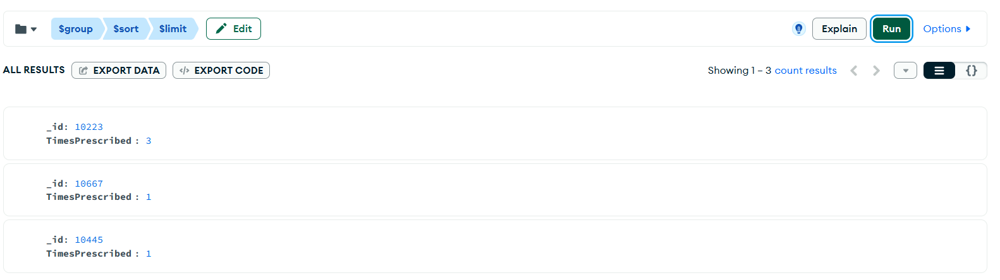 $group $sort $limit Edit Explain Run Options
ALL RESULTS EXPORT DATA </> EXPORT CODE Showing 1 – 3 count results {}
_id: 10223
TimesPrescribed : 3
_id: 10667
TimesPrescribed : 1
_id: 10445
TimesPrescribed : 1